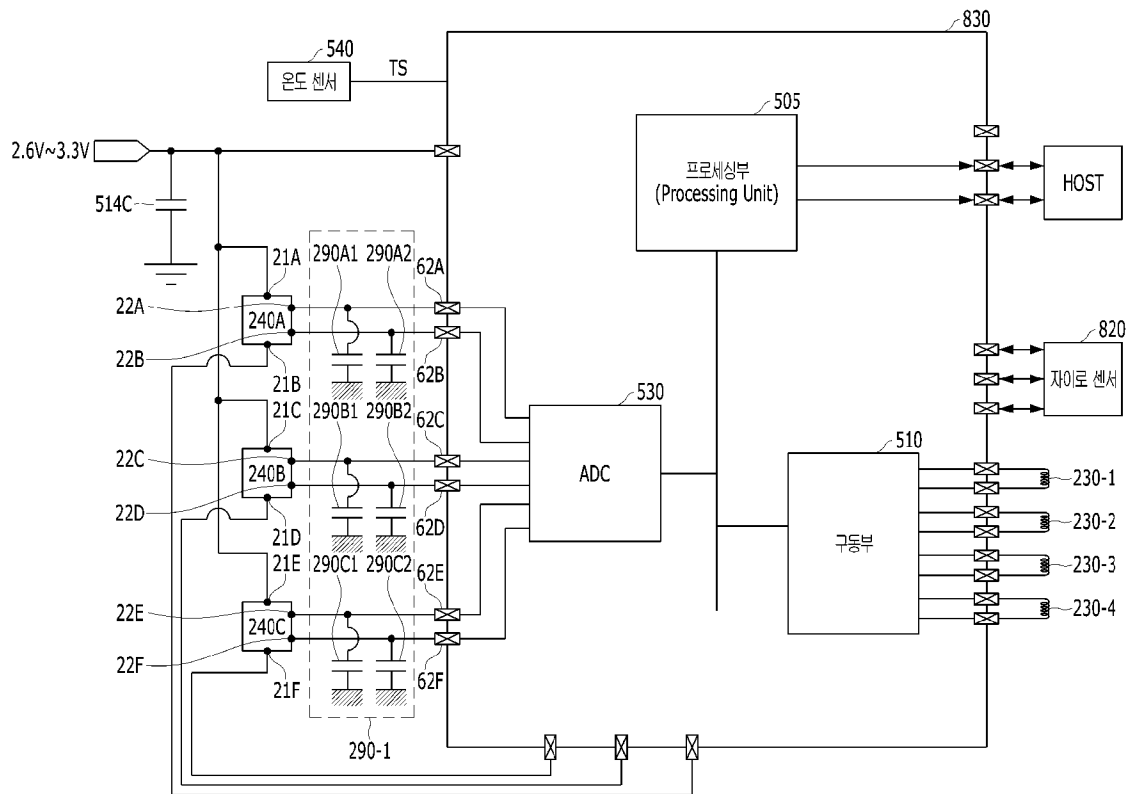 830
540
온도 센서
TS
505
2.6V~3.3V
프로세싱부
(Processing Unit)
HOST
514C
21A
290A1
290A2
62A
22A
240A
820
22B
62B
자이로 센서
21B
21C
290B1
290B2
62C
530
510
22C
240B
ADC
230-1
22D
62D
230-2
21D
구동부
21E
290C1
290C2
62E
230-3
22E
240C
230-4
22F
21F
62F
290-1